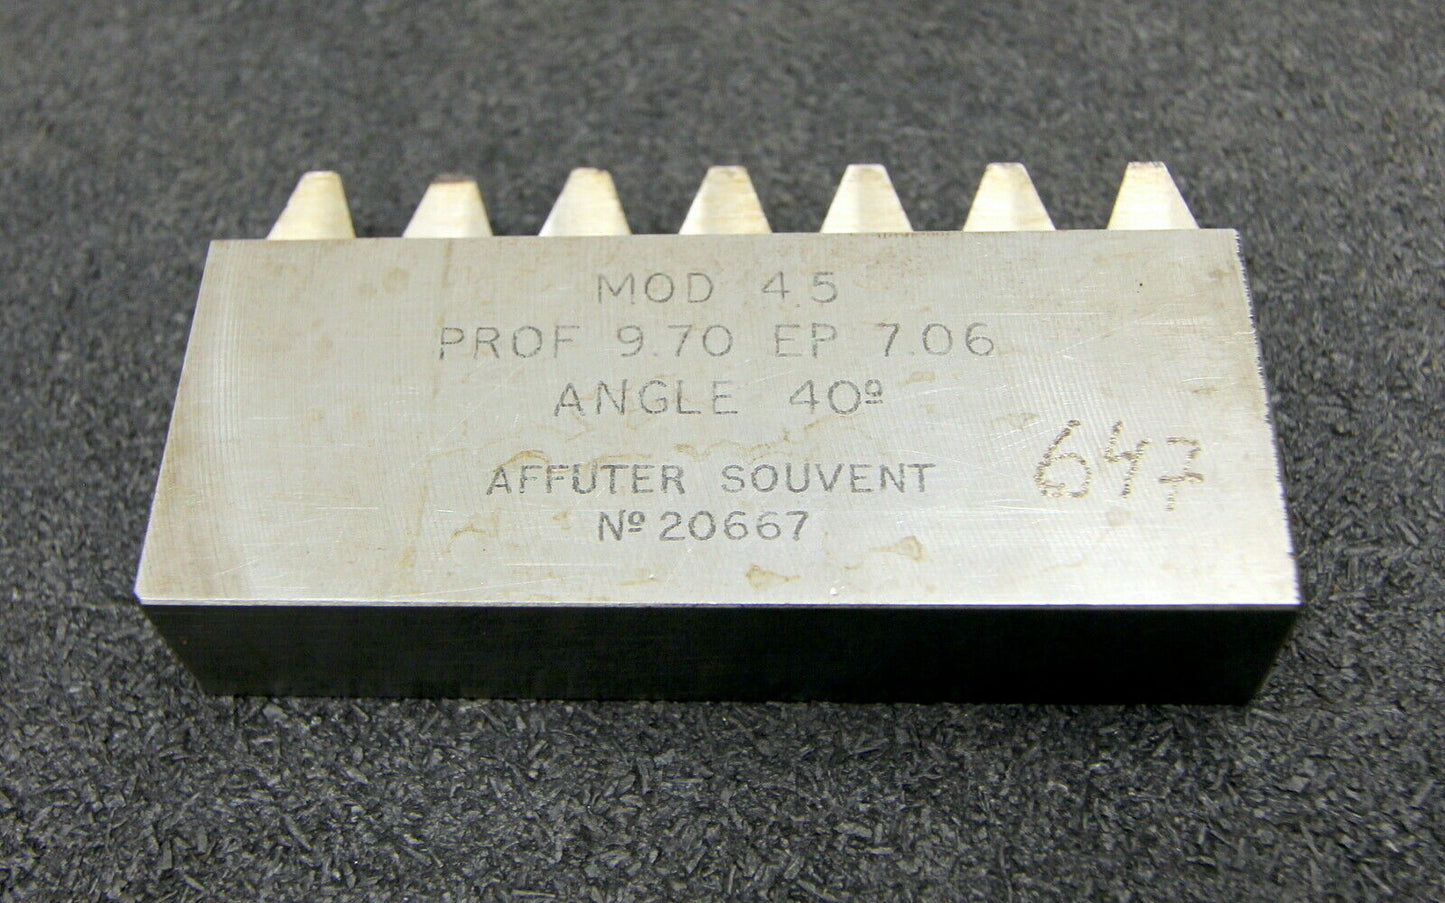 MOD 4.5
PROF 9.70 EP 7.06
ANGLE 40º
647
AFFUTER SOUVENT
Nº 20667